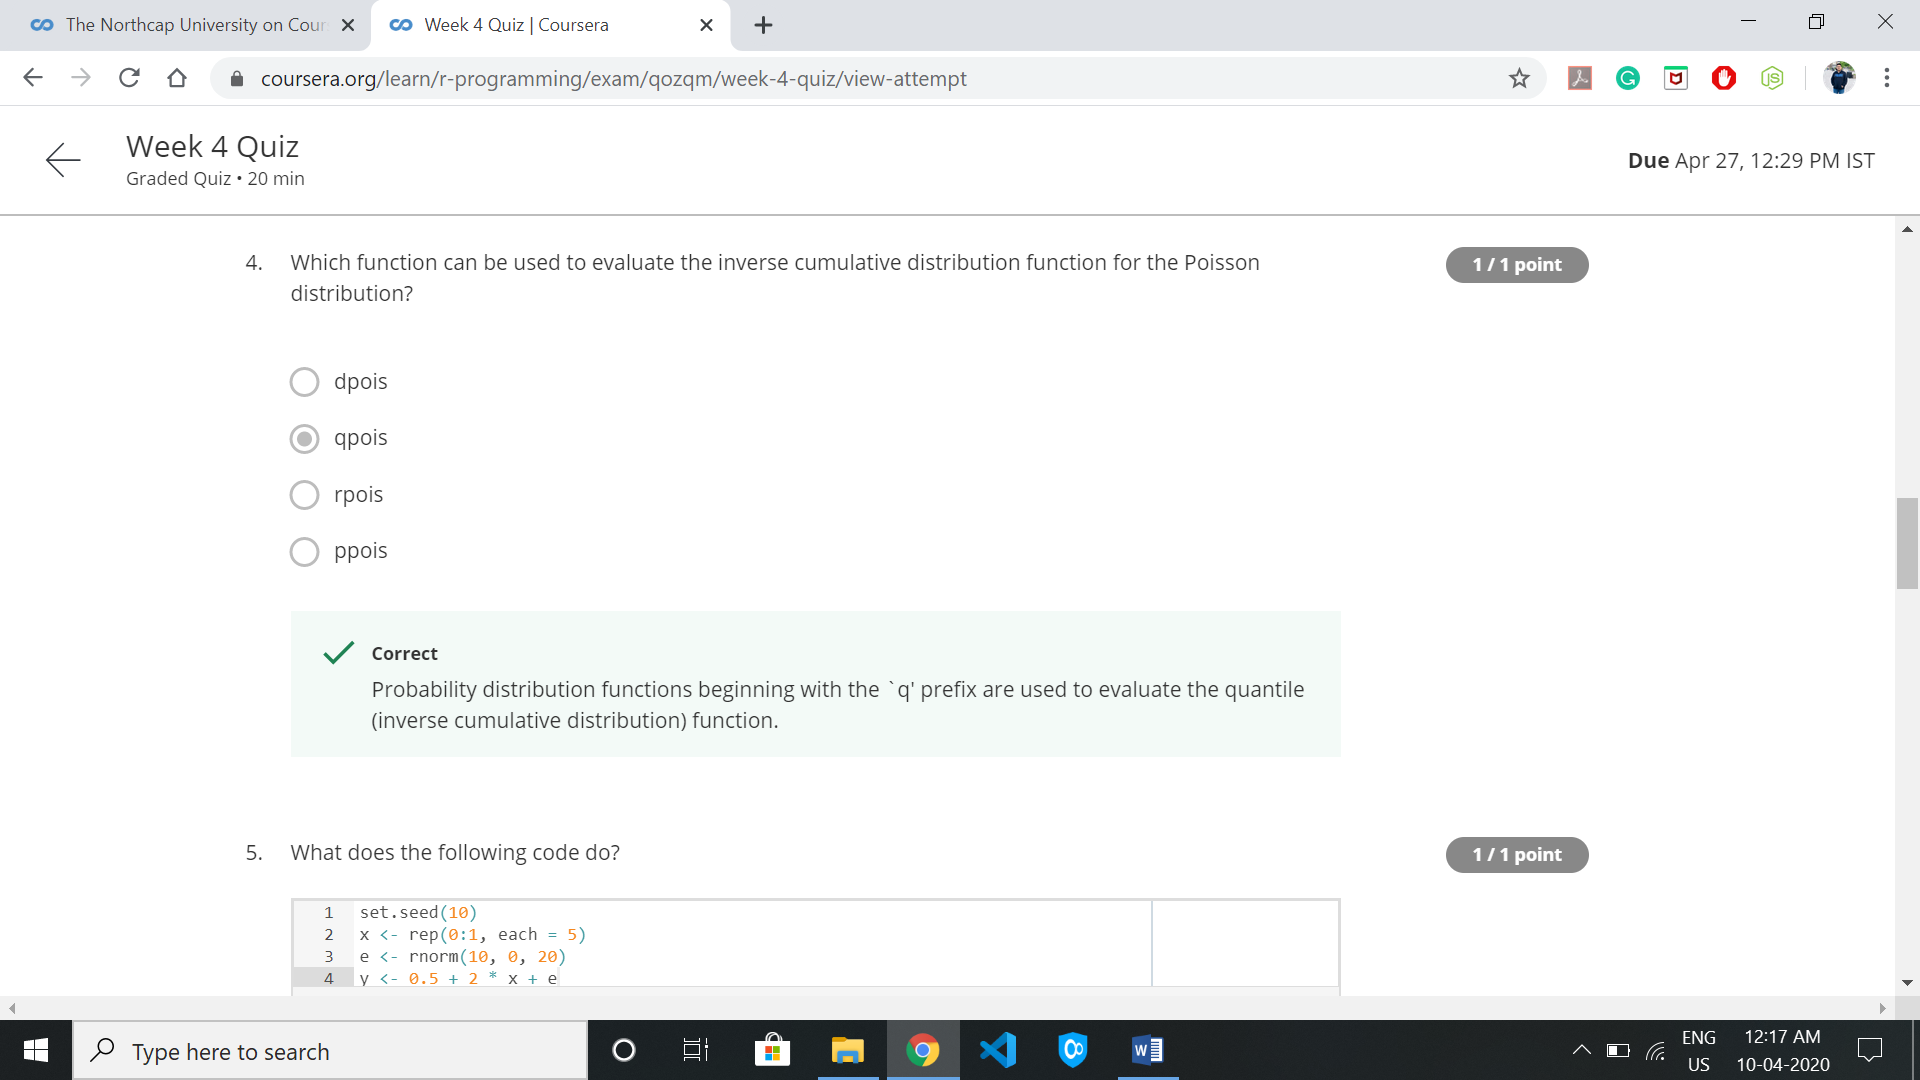 The Northcap University on Cour
Week 4 Quiz | Coursera
coursera.org/learn/r-programming/exam/qozqm/week-4-quiz/view-attempt
Week 4 Quiz
Graded Quiz • 20 min
Due Apr 27, 12:29 PM IST
4. Which function can be used to evaluate the inverse cumulative distribution function for the Poisson
distribution?
1 / 1 point
dpois
qpois
rpois
ppois
Correct
Probability distribution functions beginning with the `q' prefix are used to evaluate the quantile
(inverse cumulative distribution) function.
5. What does the following code do?
1 / 1 point
1 set.seed(10)
2 x <- rep(0:1, each = 5)
3 e <- rnorm(10, 0, 20)
4 y <- 0.5 + 2 * x + e
Type here to search
ENG
US
12:17 AM
10-04-2020